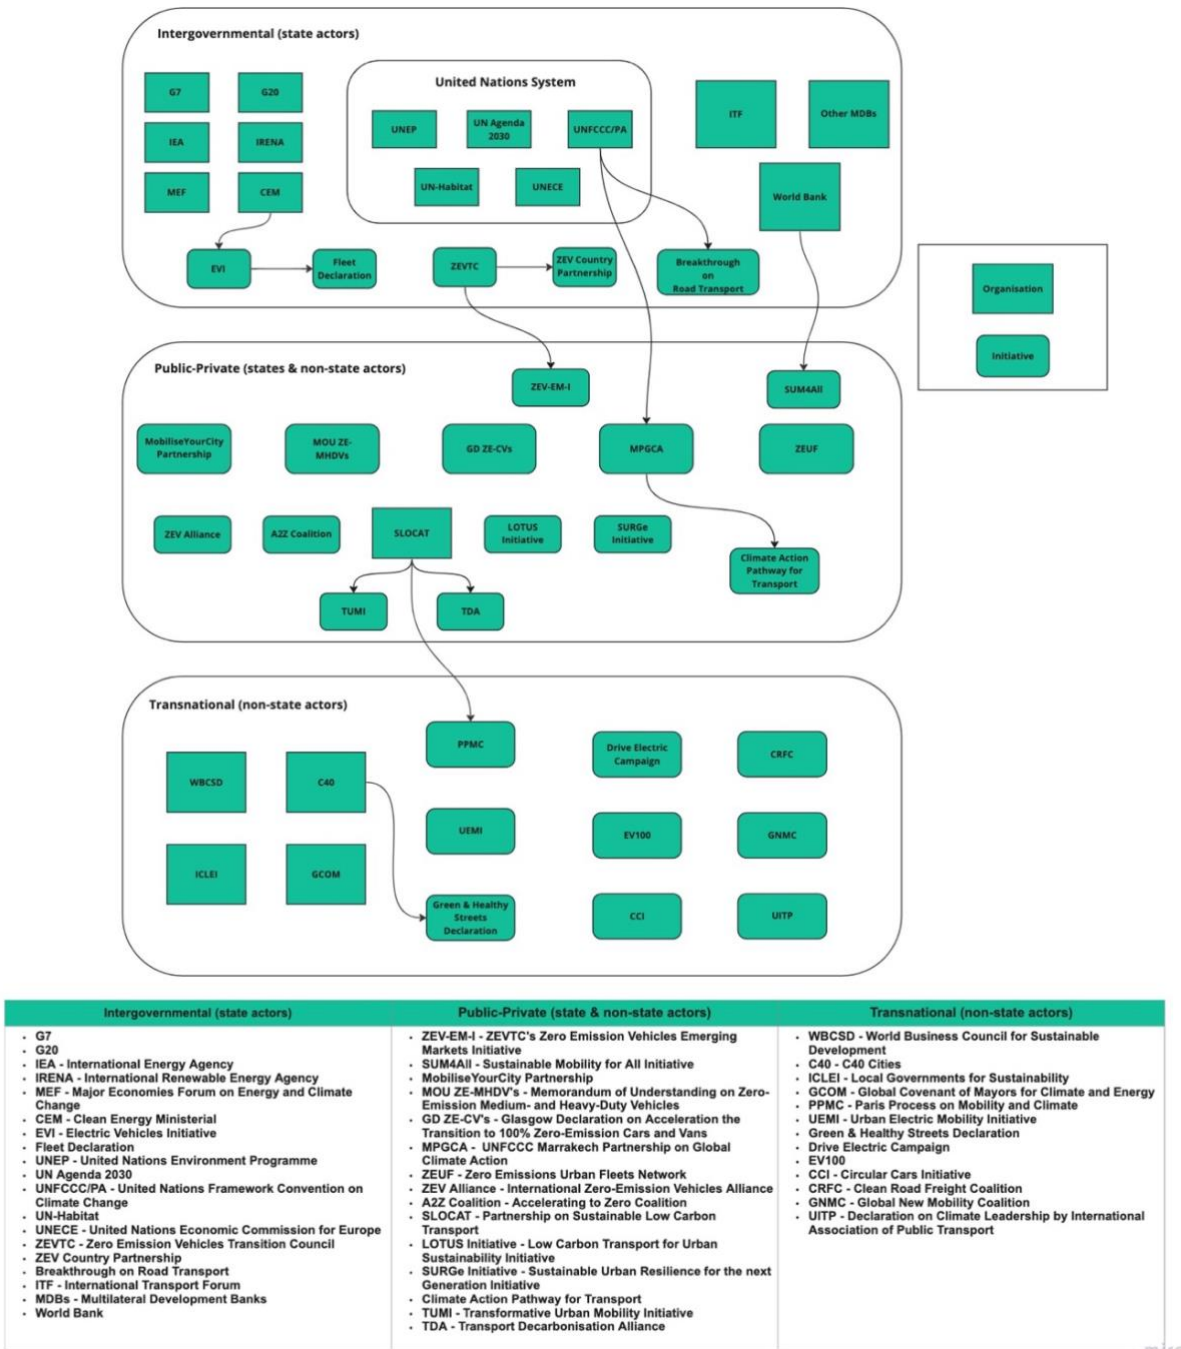 Intergovernmental (state actors)
United Nations System
G7
G20
UNEP
UN Agenda
2030
UNFCCC/PA
ITF
Other MDBs
IEA
IRENA
MEF
CEM
UN-Habitat
UNECE
World Bank
EVI
Fleet
Declaration
ZEVTC
ZEV Country
Partnership
Breakthrough
on
Road Transport
Organisation
Initiative
Public-Private (states & non-state actors)
ZEV-EM-I
SUM4All
MobiliseYourCity
Partnership
MOU ZE-
MHDVs
GD ZE-CVs
MPGCA
ZEUF
ZEV Alliance
A2Z Coalition
SLOCAT
LOTUS
Initiative
SURGe
Initiative
Climate Action
Pathway for
Transport
TUMI
TDA
Transnational (non-state actors)
PPMC
Drive Electric
Campaign
CRFC
WBCSD
C40
UEMI
EV100
GNMC
ICLEI
GCOM
Green & Healthy
Streets
Declaration
CCI
UITP
Intergovernmental (state actors)
• G7
• G20
• IEA - International Energy Agency
• IRENA - International Renewable Energy Agency
• MEF - Major Economies Forum on Energy and Climate
Change
• CEM - Clean Energy Ministerial
• EVI - Electric Vehicles Initiative
• Fleet Declaration
• UNEP - United Nations Environment Programme
• UN Agenda 2030
• UNFCCC/PA - United Nations Framework Convention on
Climate Change
• UN-Habitat
• UNECE - United Nations Economic Commission for Europe
• ZEVTC - Zero Emission Vehicles Transition Council
• ZEV Country Partnership
• Breakthrough on Road Transport
• ITF - International Transport Forum
• MDBs - Multilateral Development Banks
• World Bank
Public-Private (state & non-state actors)
• ZEV-EM-I - ZEVTC's Zero Emission Vehicles Emerging
Markets Initiative
• SUM4All - Sustainable Mobility for All Initiative
• MobiliseYourCity Partnership
• MOU ZE-MHDV's - Memorandum of Understanding on Zero-
Emission Medium- and Heavy-Duty Vehicles
• GD ZE-CV's - Glasgow Declaration on Acceleration the
Transition to 100% Zero-Emission Cars and Vans
• MPGCA - UNFCCC Marrakech Partnership on Global
Climate Action
• ZEUF - Zero Emissions Urban Fleets Network
• ZEV Alliance - International Zero-Emission Vehicles Alliance
• A2Z Coalition - Accelerating to Zero Coalition
• SLOCAT - Partnership on Sustainable Low Carbon
Transport
• LOTUS Initiative - Low Carbon Transport for Urban
Sustainability Initiative
• SURGe Initiative - Sustainable Urban Resilience for the next
Generation Initiative
• Climate Action Pathway for Transport
• TUMI - Transformative Urban Mobility Initiative
• TDA - Transport Decarbonisation Alliance
Transnational (non-state actors)
• WBCSD - World Business Council for Sustainable
Development
• C40 - C40 Cities
• ICLEI - Local Governments for Sustainability
• GCOM - Global Covenant of Mayors for Climate and Energy
• PPMC - Paris Process on Mobility and Climate
• UEMI - Urban Electric Mobility Initiative
• Green & Healthy Streets Declaration
• Drive Electric Campaign
• EV100
• CCI - Circular Cars Initiative
• CRFC - Clean Road Freight Coalition
• GNMC - Global New Mobility Coalition
• UITP - Declaration on Climate Leadership by International
Association of Public Transport